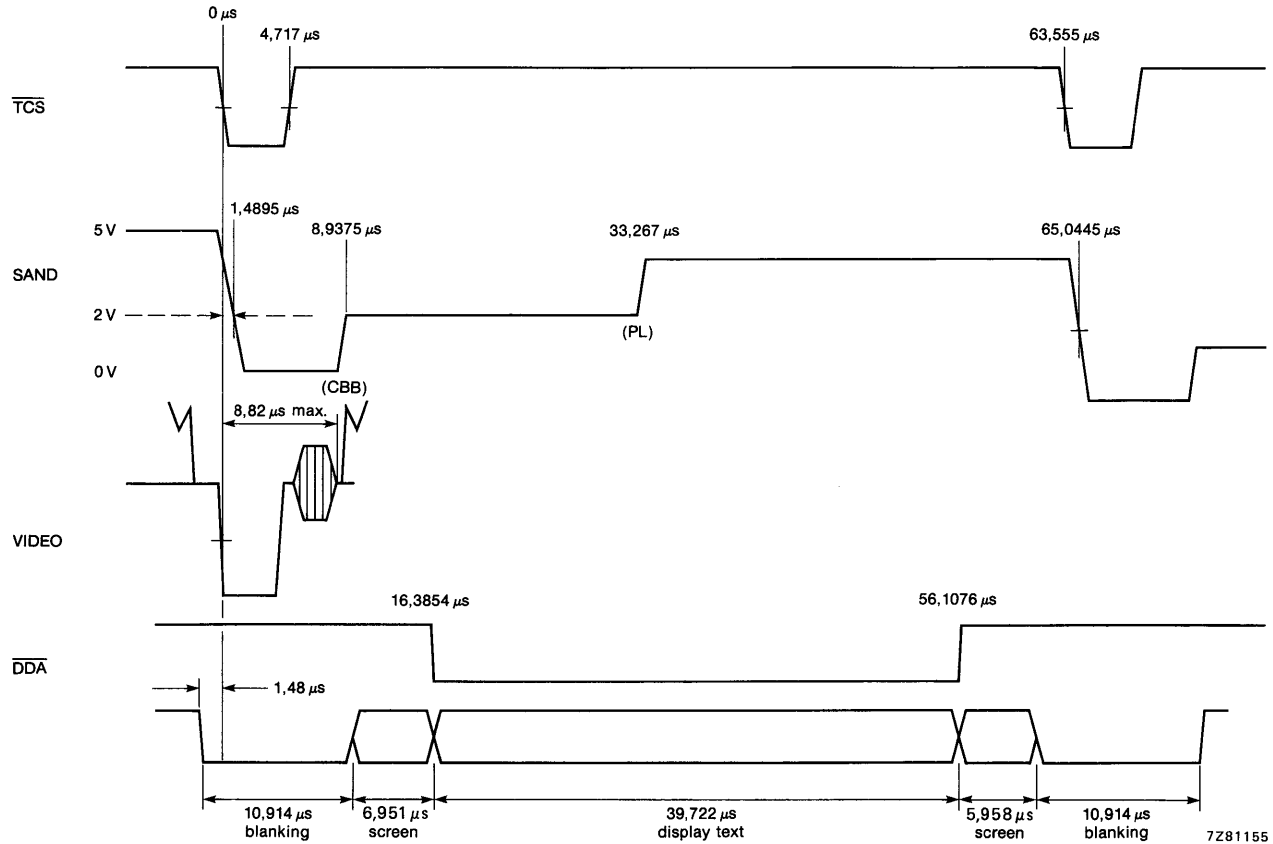 0 μs
4,717 μs
63,555 μs
TCS
1,4895 μs
5 V
8,9375 μs
33,267 μs
65,0445 μs
SAND
2 V
(PL)
0 V
(CBB)
8,82 μs max.
VIDEO
16,3854 μs
56,1076 μs
DDA
1,48 μs
10,914 μs
blanking
6,951 μs
screen
39,722 μs
display text
5,958 μs
screen
10,914 μs
blanking
7Z81155